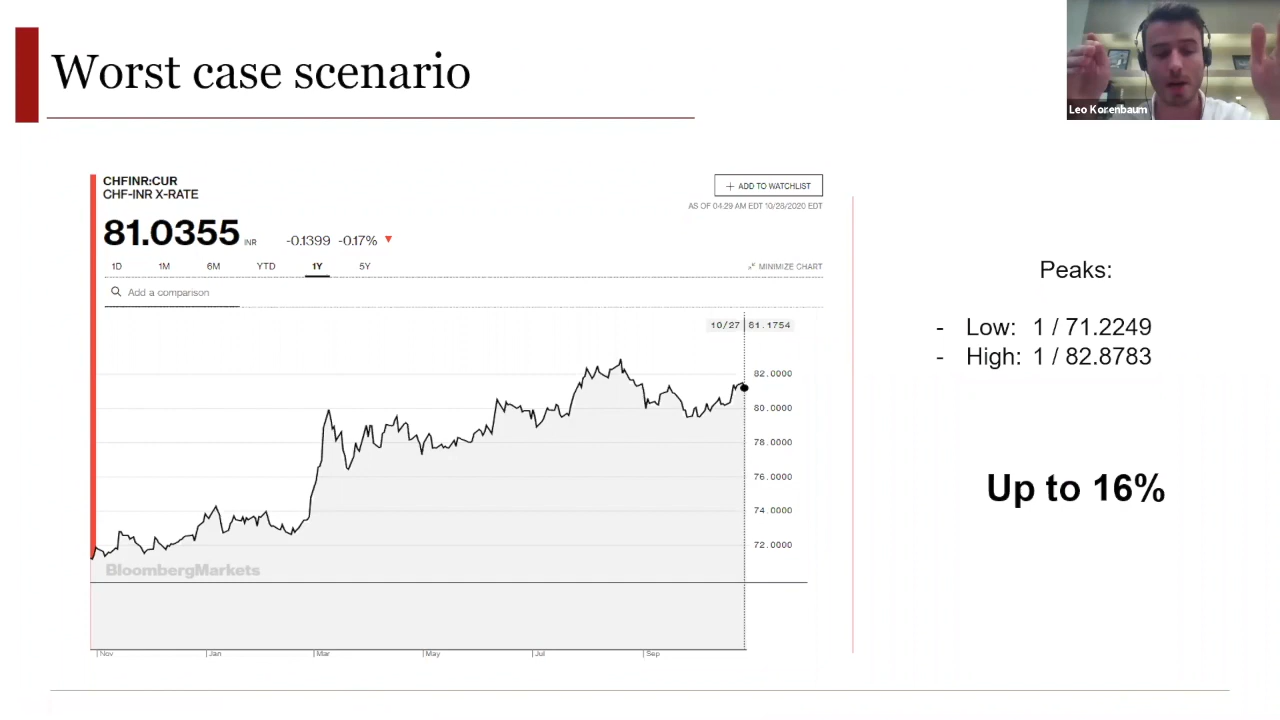 Worst case scenario
Leo Korenbaum
CHFINR:CUR
CHF-INR X-RATE
+ ADD TO WATCHLIST
AS OF 04:29 AM EDT 10/28/2020 EDT
81.0355 INR -0.1399 -0.17% ▼
1D 1M 6M YTD 1Y 5Y
MINIMIZE CHART
Add a comparison
10/27 81.1754
82.0000
80.0000
78.0000
76.0000
74.0000
72.0000
BloombergMarkets
Nov Jan Mar May Jul Sep
Peaks:
- Low: 1 / 71.2249
- High: 1 / 82.8783
Up to 16%